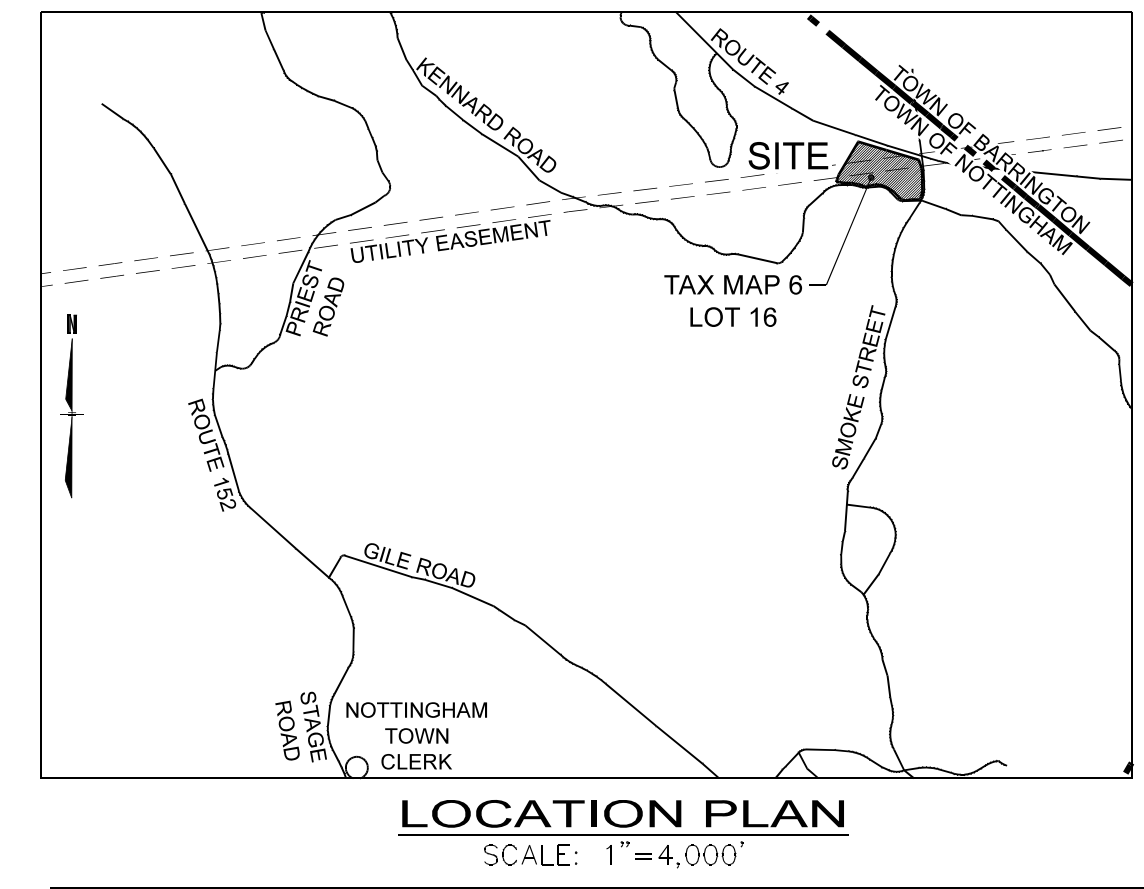 ROUTE 4
KENNARD ROAD
TOWN OF BARRINGTON
TOWN OF NOTTINGHAM
SITE
UTILITY EASEMENT
PRIEST
ROAD
TAX MAP 6
LOT 16
N
SMOKE STREET
ROUTE 152
GILE ROAD
STAGE
ROAD
NOTTINGHAM
TOWN
CLERK
LOCATION PLAN
SCALE: 1"=4,000'